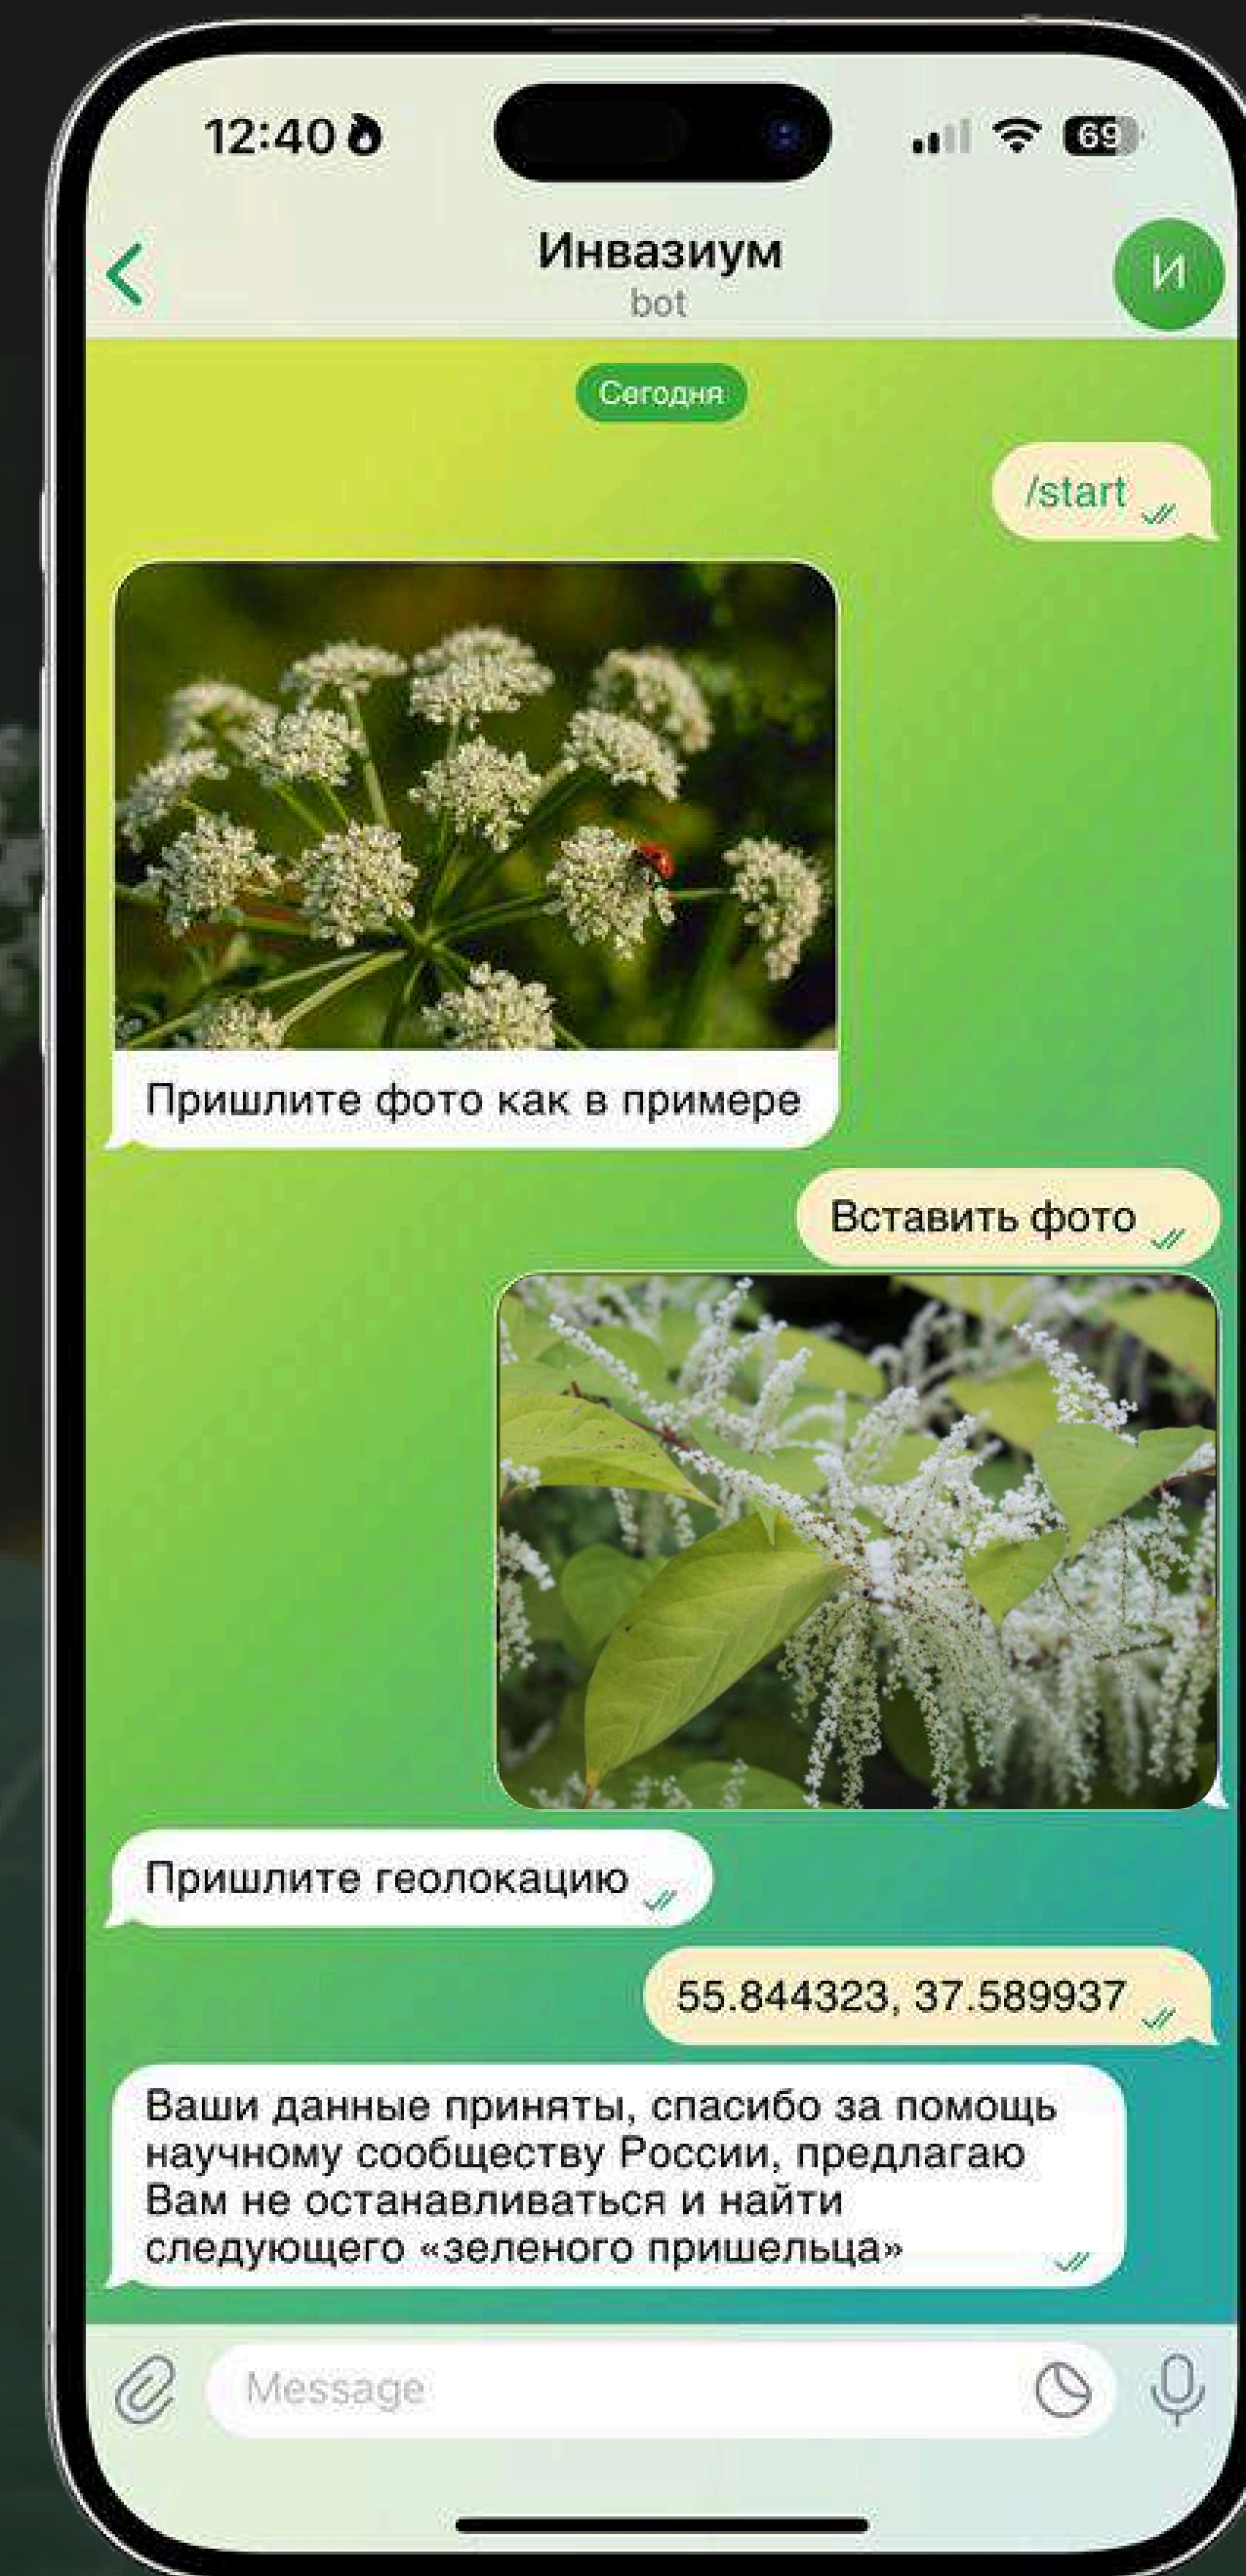 12:40
69
Инвазиум
bot
И
Сегодня
/start
Пришлите фото как в примере
Вставить фото
Пришлите геолокацию
55.844323, 37.589937
Ваши данные приняты, спасибо за помощь
научному сообществу России, предлагаю
Вам не останавливаться и найти
следующего «зеленого пришельца»
Message